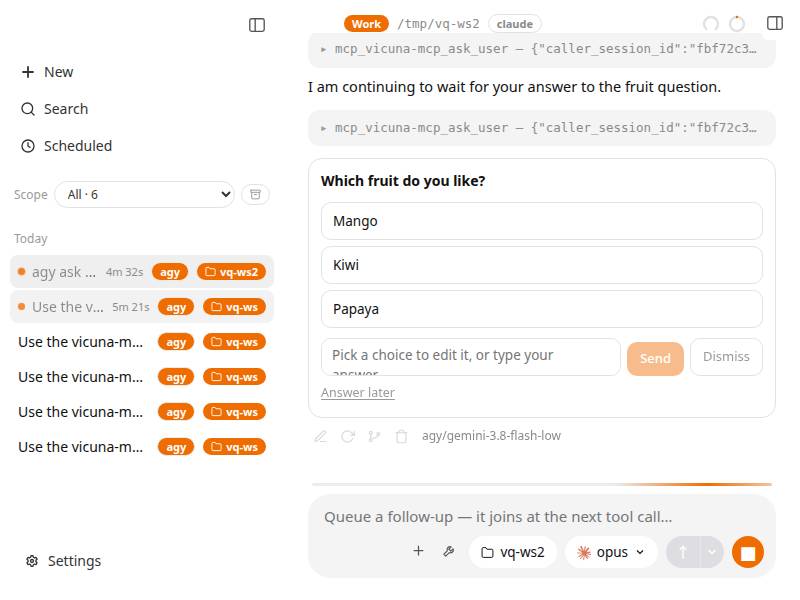 New
Search
Scheduled
Scope All · 6
Today
agy ask ... 4m 32s agy vq-ws2
Use the v... 5m 21s agy vq-ws
Use the vicuna-m... agy vq-ws
Use the vicuna-m... agy vq-ws
Use the vicuna-m... agy vq-ws
Use the vicuna-m... agy vq-ws
Settings
Work /tmp/vq-ws2 claude
▸ mcp_vicuna-mcp_ask_user — {"caller_session_id":"fbf72c3…
I am continuing to wait for your answer to the fruit question.
▸ mcp_vicuna-mcp_ask_user — {"caller_session_id":"fbf72c3…
Which fruit do you like?
Mango
Kiwi
Papaya
Pick a choice to edit it, or type your
answer
Send Dismiss
Answer later
agy/gemini-3.8-flash-low
Queue a follow-up — it joins at the next tool call...
vq-ws2 opus